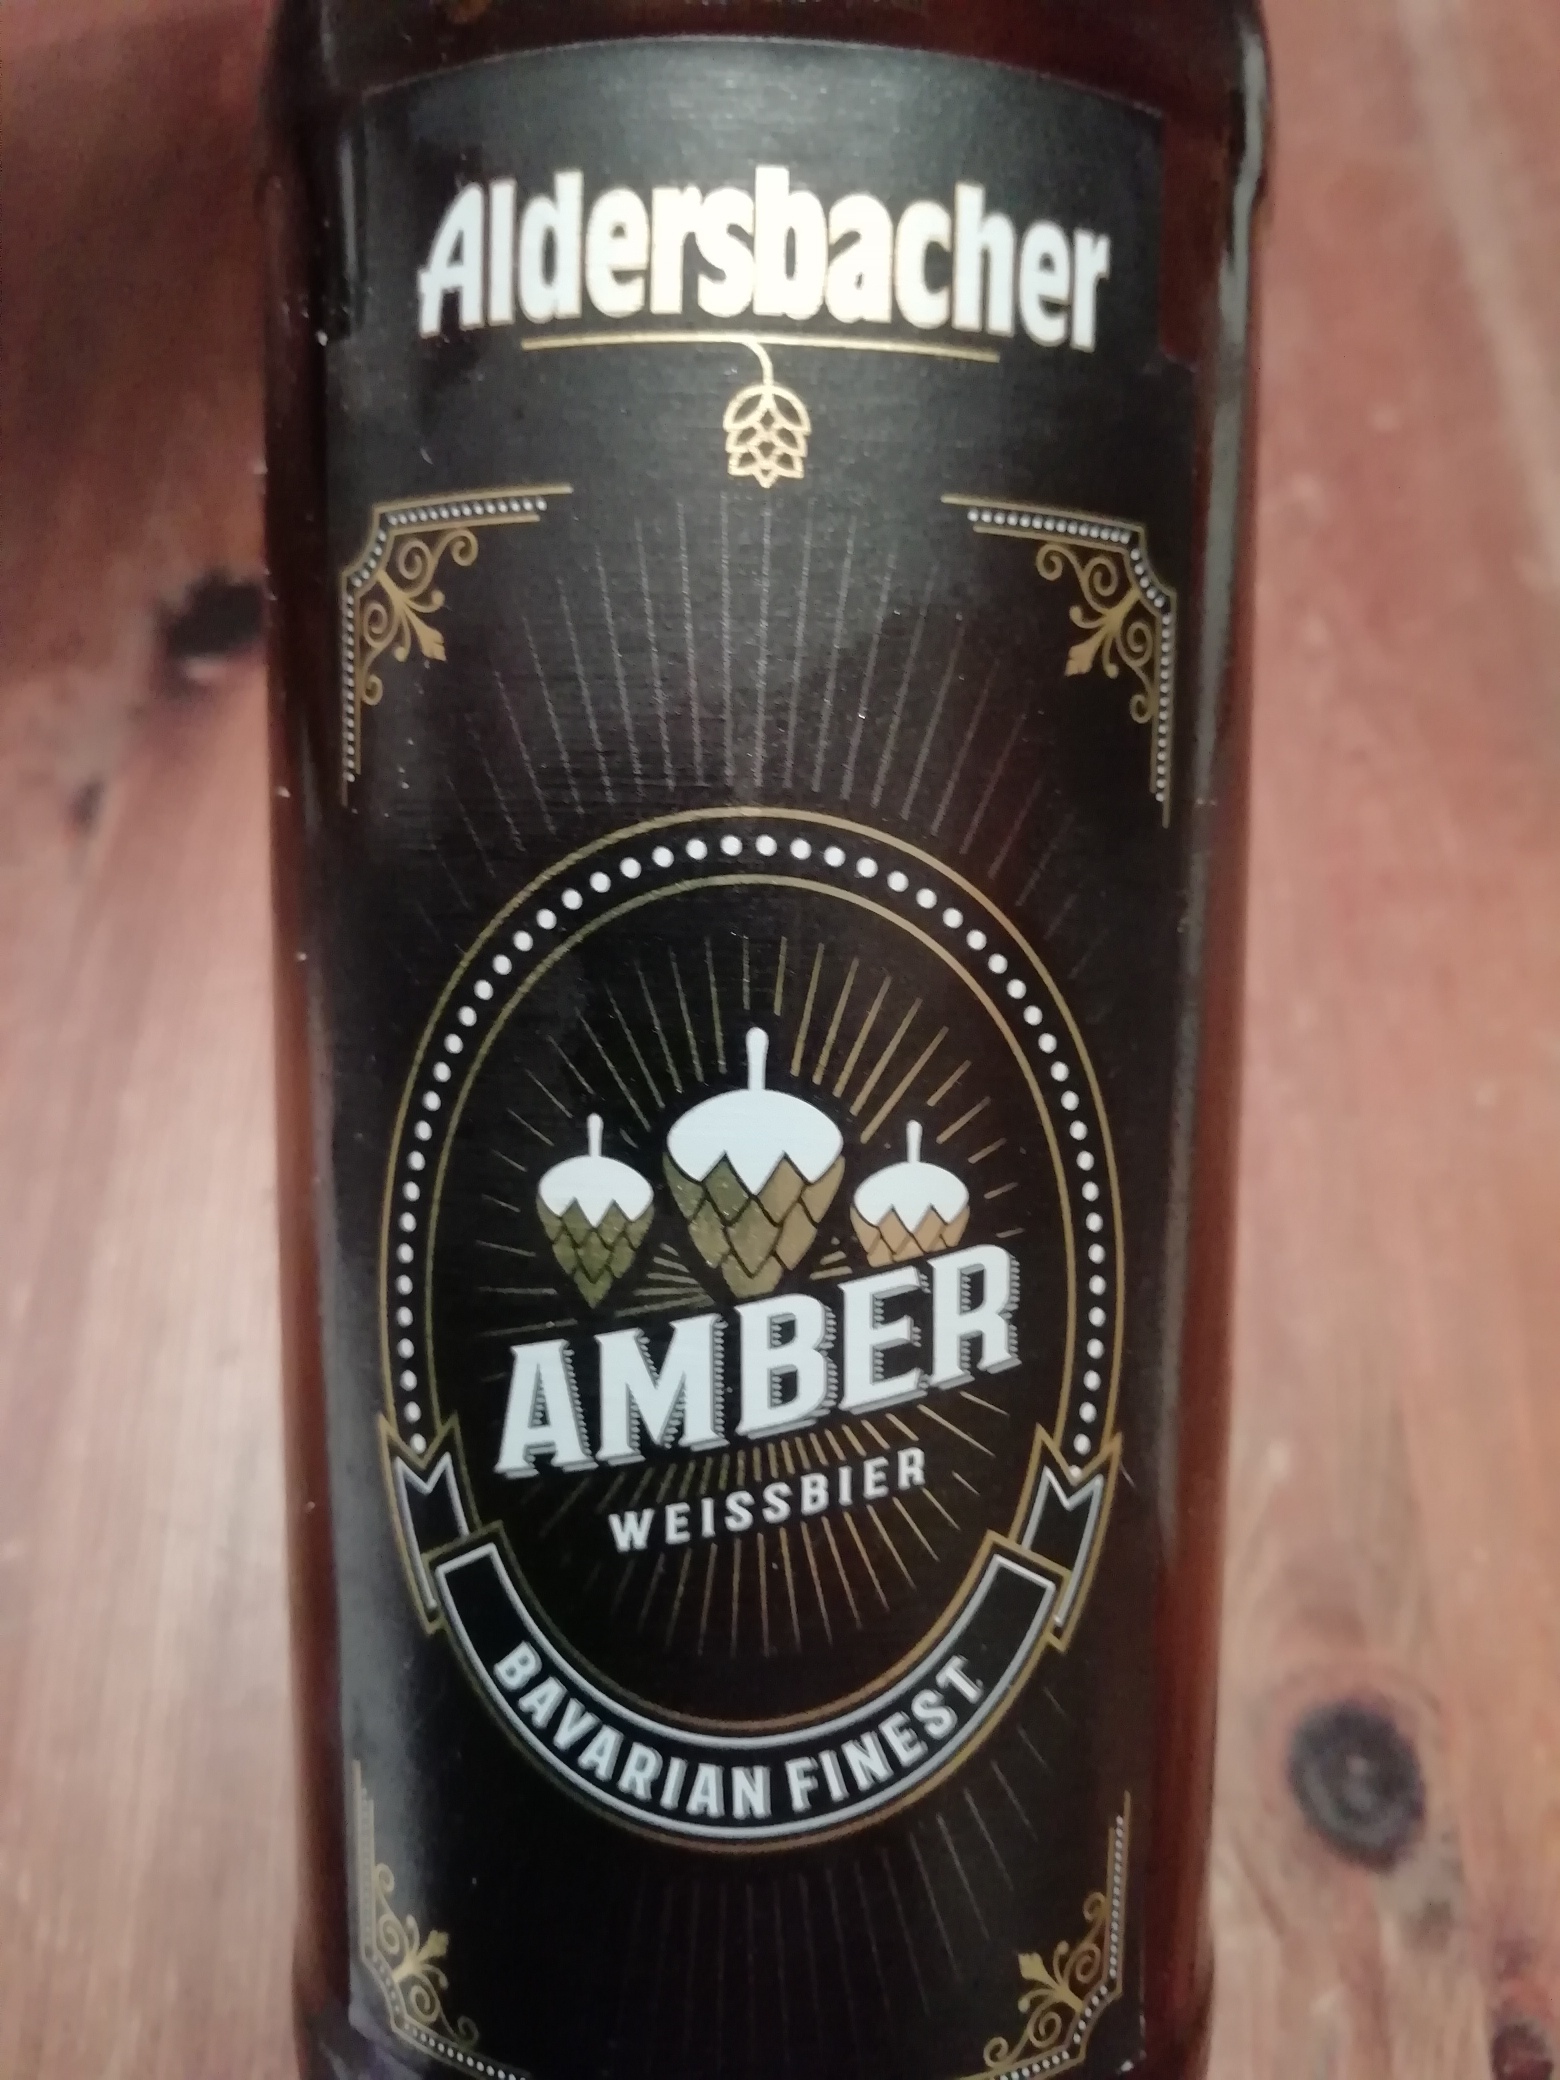 Aldersbacher
AMBER
WEISSBIER
BAVARIAN FINEST